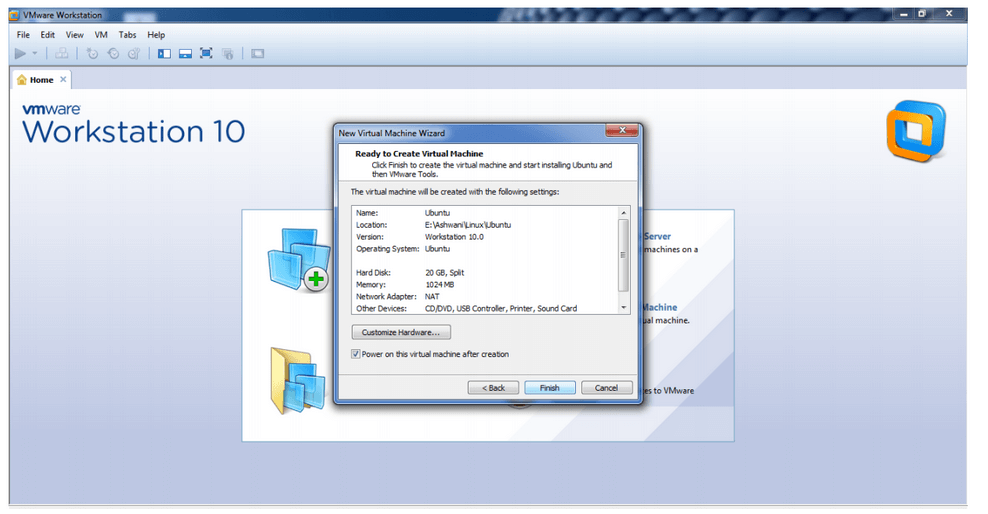 VMware Workstation
File Edit View VM Tabs Help
Home
vmware
Workstation 10
New Virtual Machine Wizard
Ready to Create Virtual Machine
Click Finish to create the virtual machine and start installing Ubuntu and
then VMware Tools.
The virtual machine will be created with the following settings:
Name: Ubuntu
Location: E:\Ashwani\Linux\Ubuntu
Version: Workstation 10.0
Operating System: Ubuntu
Hard Disk: 20 GB, Split
Memory: 1024 MB
Network Adapter: NAT
Other Devices: CD/DVD, USB Controller, Printer, Sound Card
Customize Hardware...
Power on this virtual machine after creation
< Back Finish Cancel
Server
machines on a
Machine
machine.
to VMware